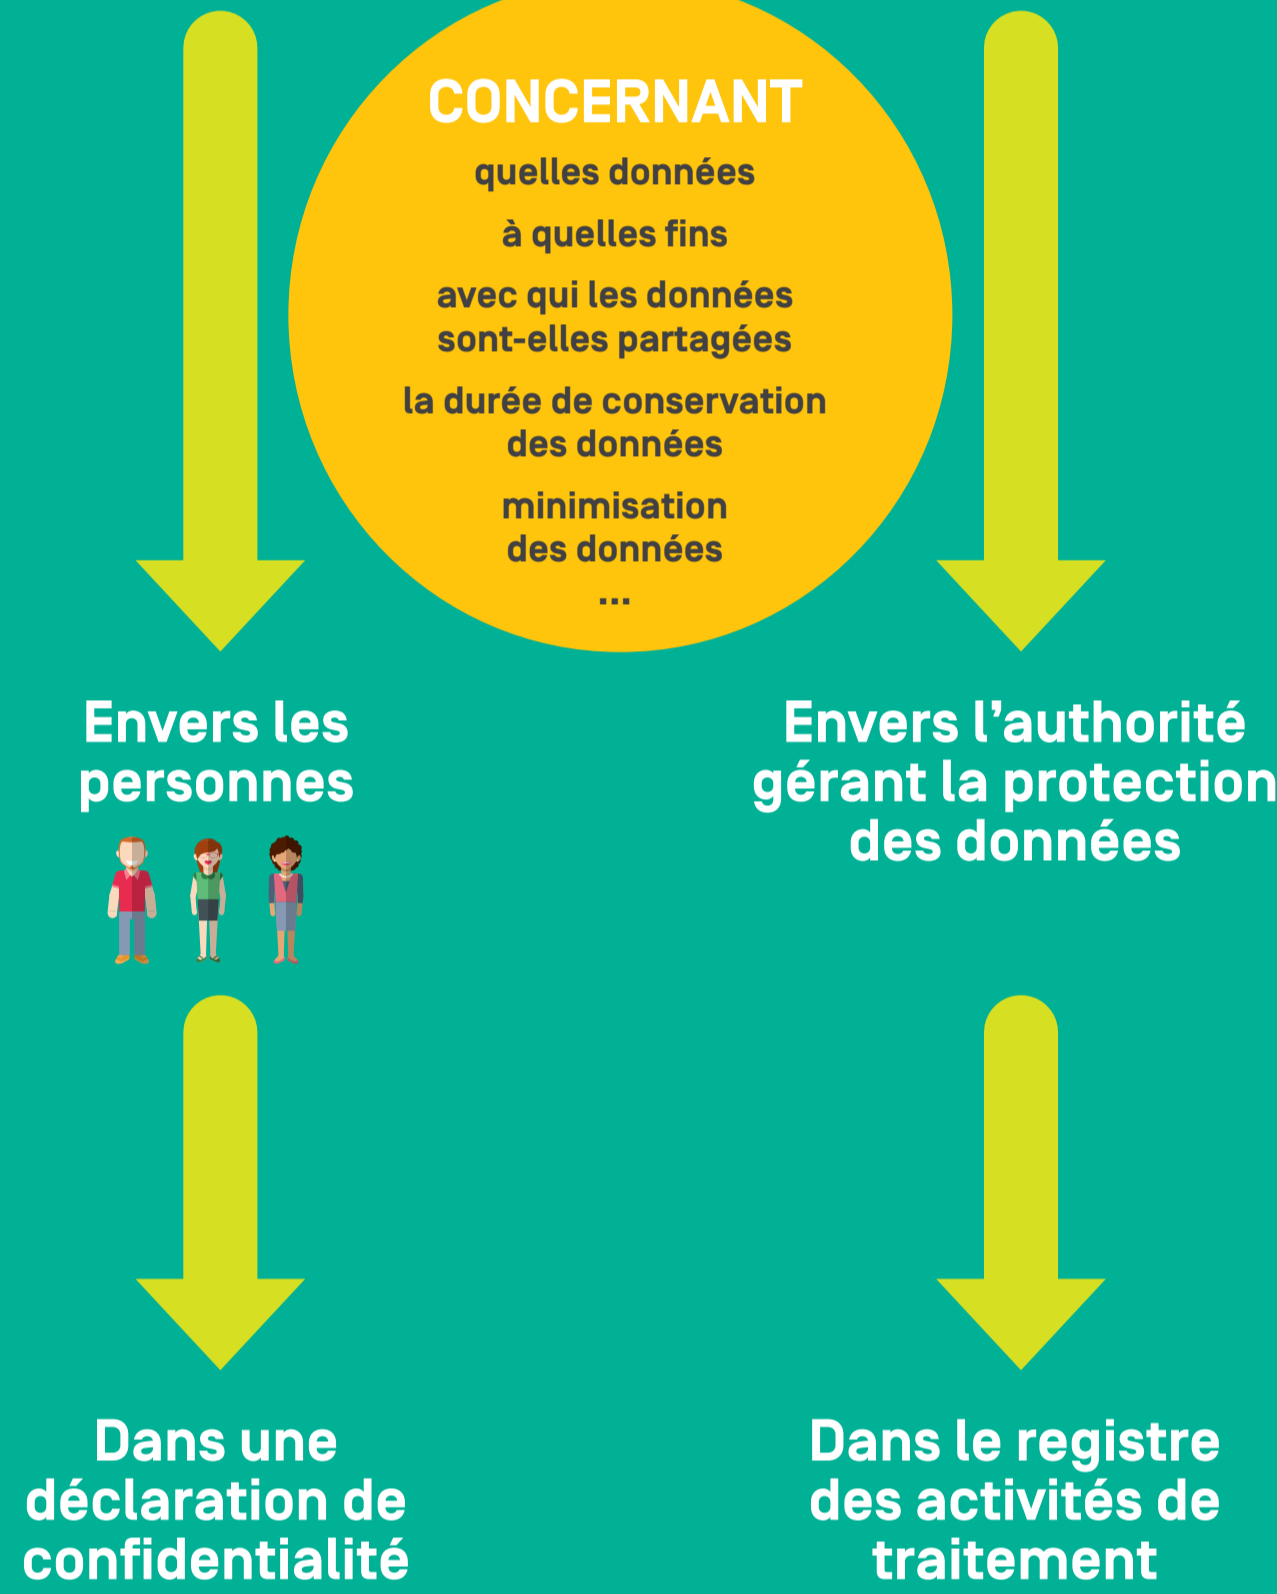 CONCERNANT
quelles données
à quelles fins
avec qui les données
sont-elles partagées
la durée de conservation
des données
minimisation
des données
...
Envers les
personnes
Envers l’authorité
gérant la protection
des données
Dans une
déclaration de
confidentialité
Dans le registre
des activités de
traitement